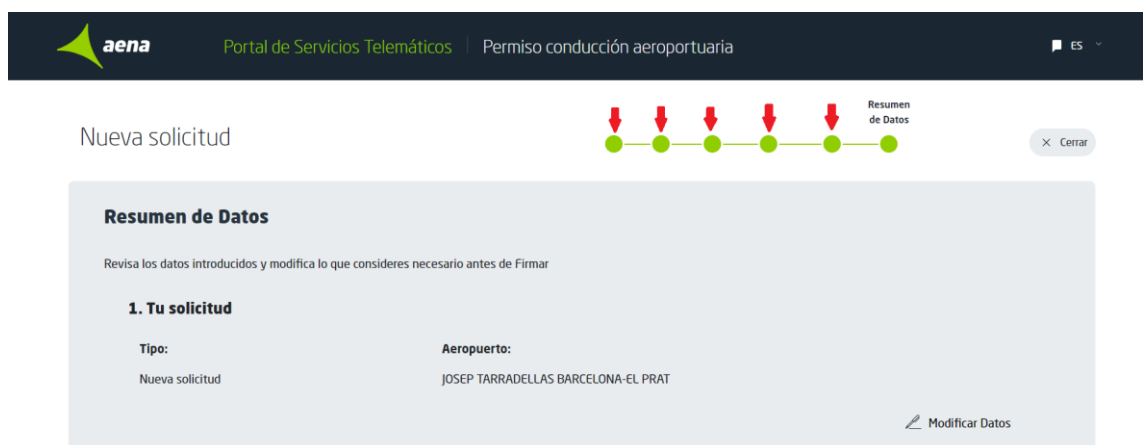 aena
Portal de Servicios Telemáticos | Permiso conducción aeroportuaria
ES
Resumen
de Datos
Nueva solicitud
× Cerrar
Resumen de Datos
Revisa los datos introducidos y modifica lo que consideres necesario antes de Firmar
1. Tu solicitud
Tipo: Aeropuerto:
Nueva solicitud JOSEP TARRADELLAS BARCELONA-EL PRAT
Modificar Datos